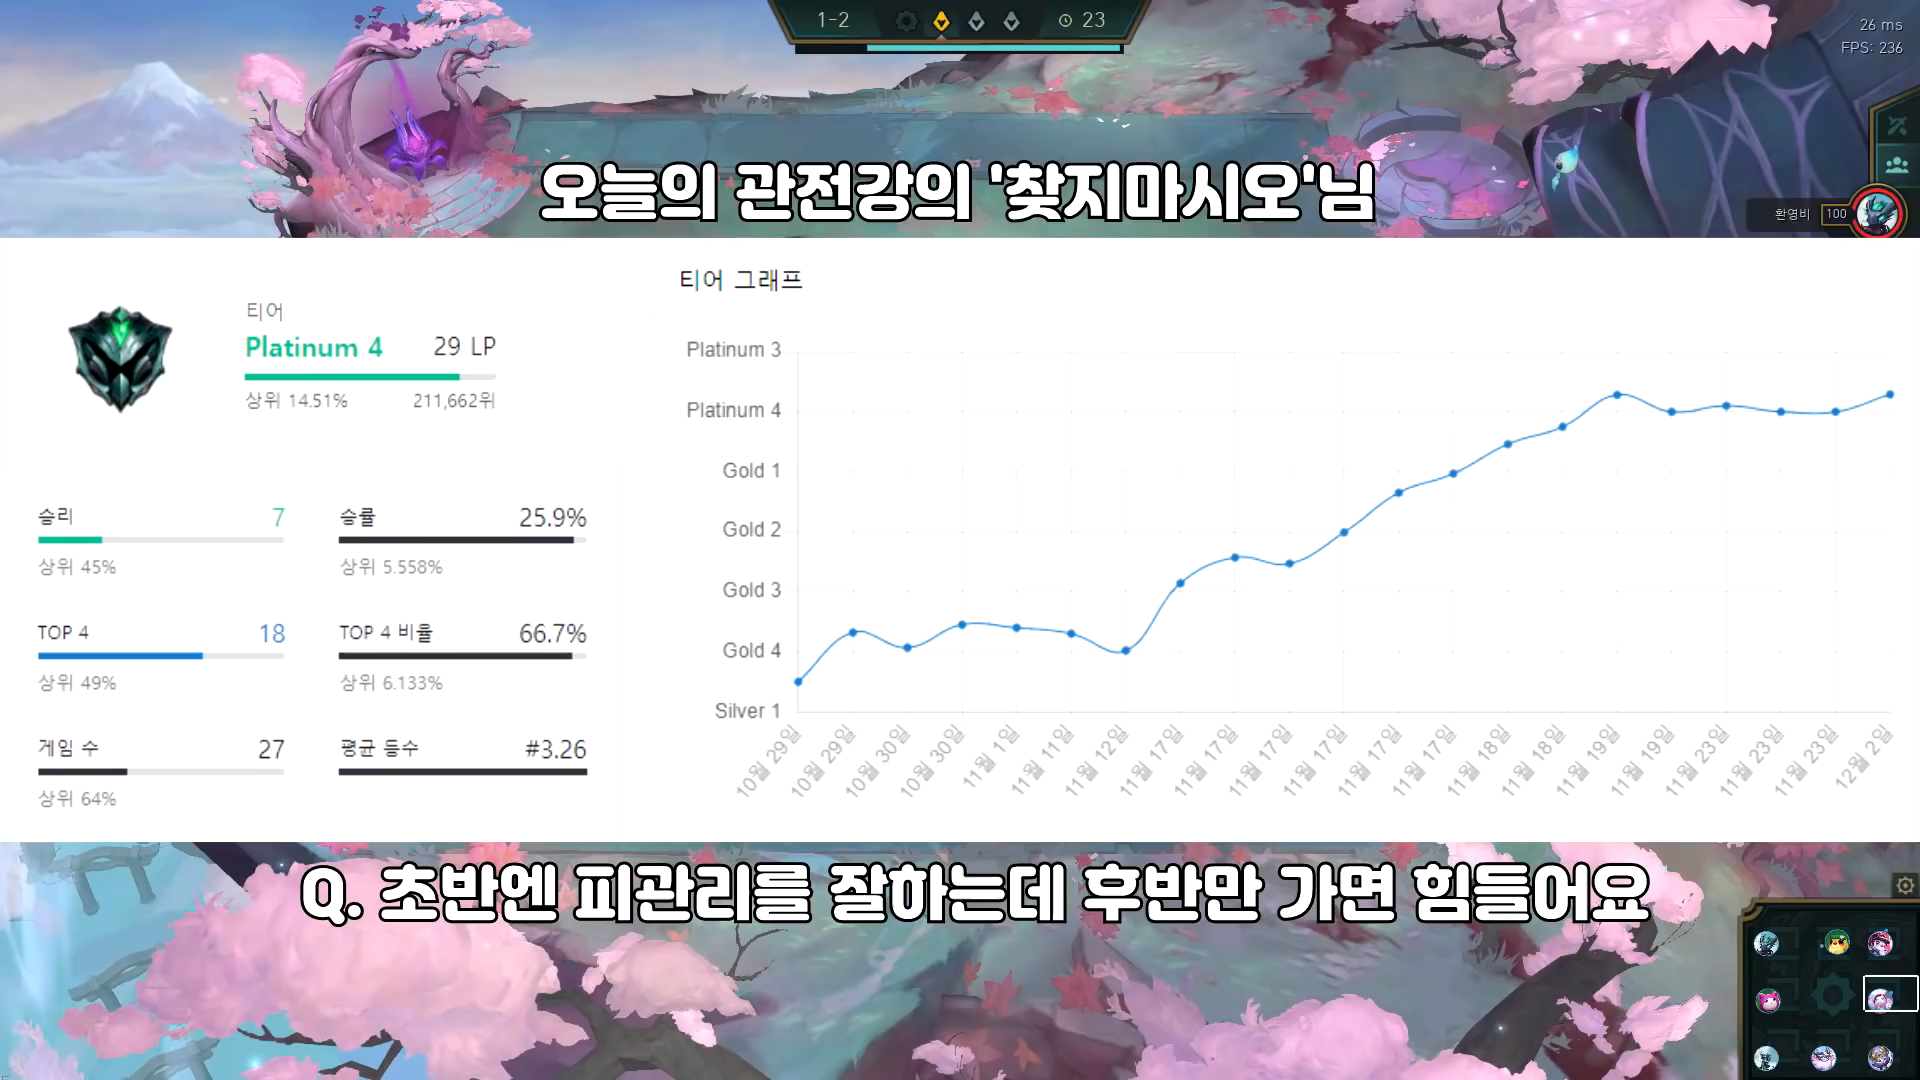 1-2
23
26 ms
FPS: 236
오늘의 관전강의 '찾지마시오'님
환영비 100
티어
Platinum 4 29 LP
상위 14.51% 211,662위
승리 7
상위 45%
승률 25.9%
상위 5.558%
TOP 4 18
상위 49%
TOP 4 비율 66.7%
상위 6.133%
게임 수 27
상위 64%
평균 등수 #3.26
티어 그래프
Platinum 3
Platinum 4
Gold 1
Gold 2
Gold 3
Gold 4
Silver 1
10월 29일
10월 29일
10월 30일
10월 30일
11월 1일
11월 11일
11월 12일
11월 17일
11월 17일
11월 17일
11월 17일
11월 17일
11월 17일
11월 18일
11월 18일
11월 19일
11월 19일
11월 23일
11월 23일
11월 23일
12월 2일
Q. 초반엔 피관리를 잘하는데 후반만 가면 힘들어요